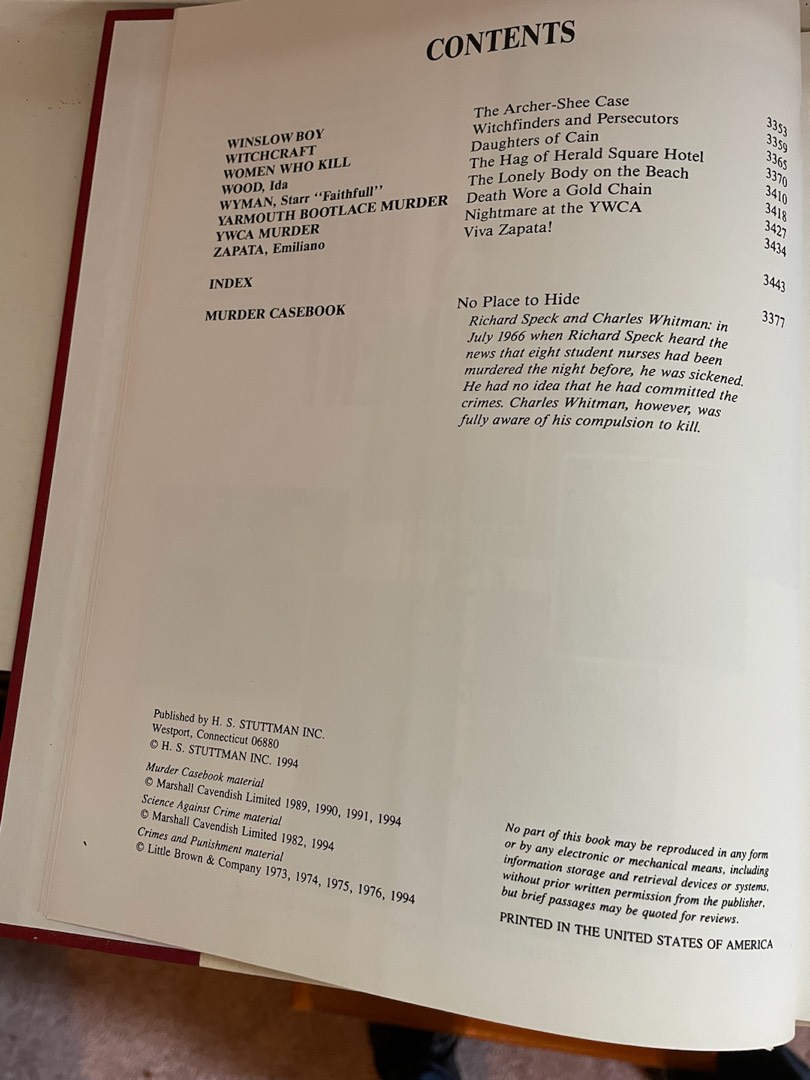 CONTENTS
WINSLOW BOY The Archer-Shee Case 3353
WITCHCRAFT Witchfinders and Persecutors 3359
WOMEN WHO KILL Daughters of Cain 3365
WOOD, Ida The Hag of Herald Square Hotel 3370
WYMAN, Starr "Faithfull" The Lonely Body on the Beach 3410
YARMOUTH BOOTLACE MURDER Death Wore a Gold Chain 3418
YWCA MURDER Nightmare at the YWCA 3427
ZAPATA, Emiliano Viva Zapata! 3434
INDEX 3443
MURDER CASEBOOK No Place to Hide 3377
Richard Speck and Charles Whitman: in
July 1966 when Richard Speck heard the
news that eight student nurses had been
murdered the night before, he was sickened.
He had no idea that he had committed the
crimes. Charles Whitman, however, was
fully aware of his compulsion to kill.
Published by H. S. STUTTMAN INC.
Westport, Connecticut 06880
© H. S. STUTTMAN INC. 1994
Murder Casebook material
© Marshall Cavendish Limited 1989, 1990, 1991, 1994
Science Against Crime material
© Marshall Cavendish Limited 1982, 1994
Crimes and Punishment material
© Little Brown & Company 1973, 1974, 1975, 1976, 1994
No part of this book may be reproduced in any form
or by any electronic or mechanical means, including
information storage and retrieval devices or systems,
without prior written permission from the publisher,
but brief passages may be quoted for reviews.
PRINTED IN THE UNITED STATES OF AMERICA